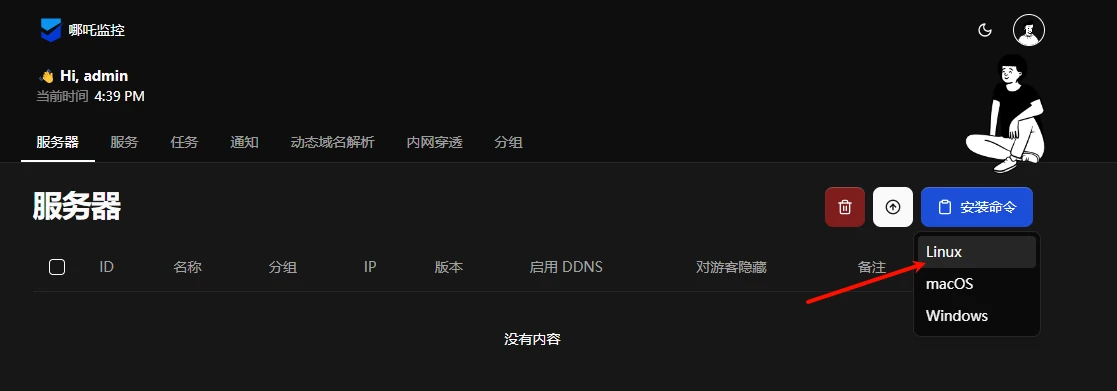 哪吒监控
👋 Hi, admin
当前时间 4:39 PM
服务器 服务 任务 通知 动态域名解析 内网穿透 分组
服务器 安装命令
Linux
ID 名称 分组 IP 版本 启用 DDNS 对游客隐藏 备注
macOS
Windows
没有内容